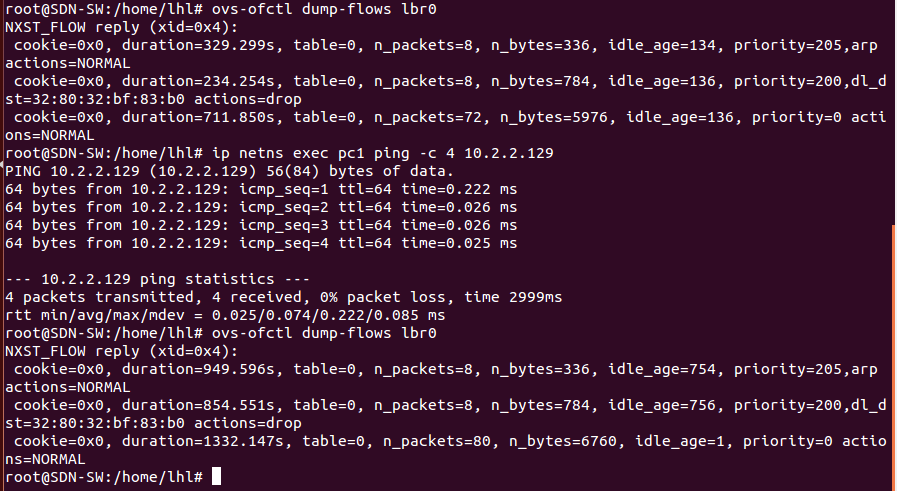 root@SDN-SW:/home/lhl# ovs-ofctl dump-flows lbr0
NXST_FLOW reply (xid=0x4):
 cookie=0x0, duration=329.299s, table=0, n_packets=8, n_bytes=336, idle_age=134, priority=205,arp
actions=NORMAL
 cookie=0x0, duration=234.254s, table=0, n_packets=8, n_bytes=784, idle_age=136, priority=200,dl_d
st=32:80:32:bf:83:b0 actions=drop
 cookie=0x0, duration=711.850s, table=0, n_packets=72, n_bytes=5976, idle_age=136, priority=0 acti
ons=NORMAL
root@SDN-SW:/home/lhl# ip netns exec pc1 ping -c 4 10.2.2.129
PING 10.2.2.129 (10.2.2.129) 56(84) bytes of data.
64 bytes from 10.2.2.129: icmp_seq=1 ttl=64 time=0.222 ms
64 bytes from 10.2.2.129: icmp_seq=2 ttl=64 time=0.026 ms
64 bytes from 10.2.2.129: icmp_seq=3 ttl=64 time=0.026 ms
64 bytes from 10.2.2.129: icmp_seq=4 ttl=64 time=0.025 ms

--- 10.2.2.129 ping statistics ---
4 packets transmitted, 4 received, 0% packet loss, time 2999ms
rtt min/avg/max/mdev = 0.025/0.074/0.222/0.085 ms
root@SDN-SW:/home/lhl# ovs-ofctl dump-flows lbr0
NXST_FLOW reply (xid=0x4):
 cookie=0x0, duration=949.596s, table=0, n_packets=8, n_bytes=336, idle_age=754, priority=205,arp
actions=NORMAL
 cookie=0x0, duration=854.551s, table=0, n_packets=8, n_bytes=784, idle_age=756, priority=200,dl_d
st=32:80:32:bf:83:b0 actions=drop
 cookie=0x0, duration=1332.147s, table=0, n_packets=80, n_bytes=6760, idle_age=1, priority=0 actio
ns=NORMAL
root@SDN-SW:/home/lhl#